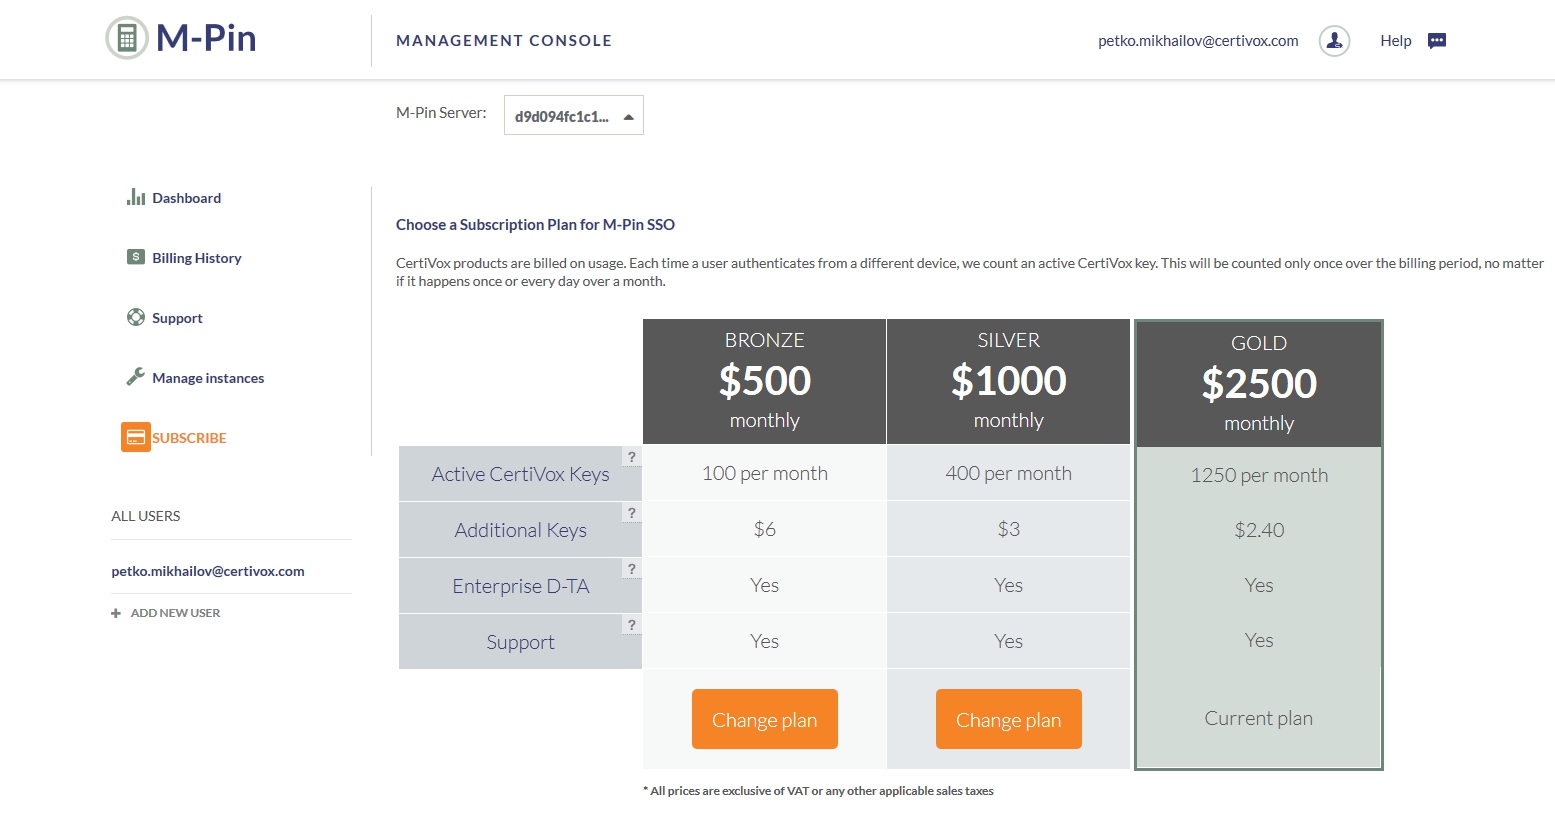 M-Pin
MANAGEMENT CONSOLE
petko.mikhailov@certivox.com
Help
M-Pin Server:
d9d094fc1c1...
Dashboard
Billing History
Support
Manage instances
SUBSCRIBE
ALL USERS
petko.mikhailov@certivox.com
ADD NEW USER
Choose a Subscription Plan for M-Pin SSO
CertiVox products are billed on usage. Each time a user authenticates from a different device, we count an active CertiVox key. This will be counted only once over the billing period, no matter
if it happens once or every day over a month.
BRONZE SILVER GOLD
$500 $1000 $2500
monthly monthly monthly
Active CertiVox Keys ? 100 per month 400 per month 1250 per month
Additional Keys ? $6 $3 $2.40
Enterprise D-TA ? Yes Yes Yes
Support ? Yes Yes Yes
Change plan Change plan Current plan
* All prices are exclusive of VAT or any other applicable sales taxes